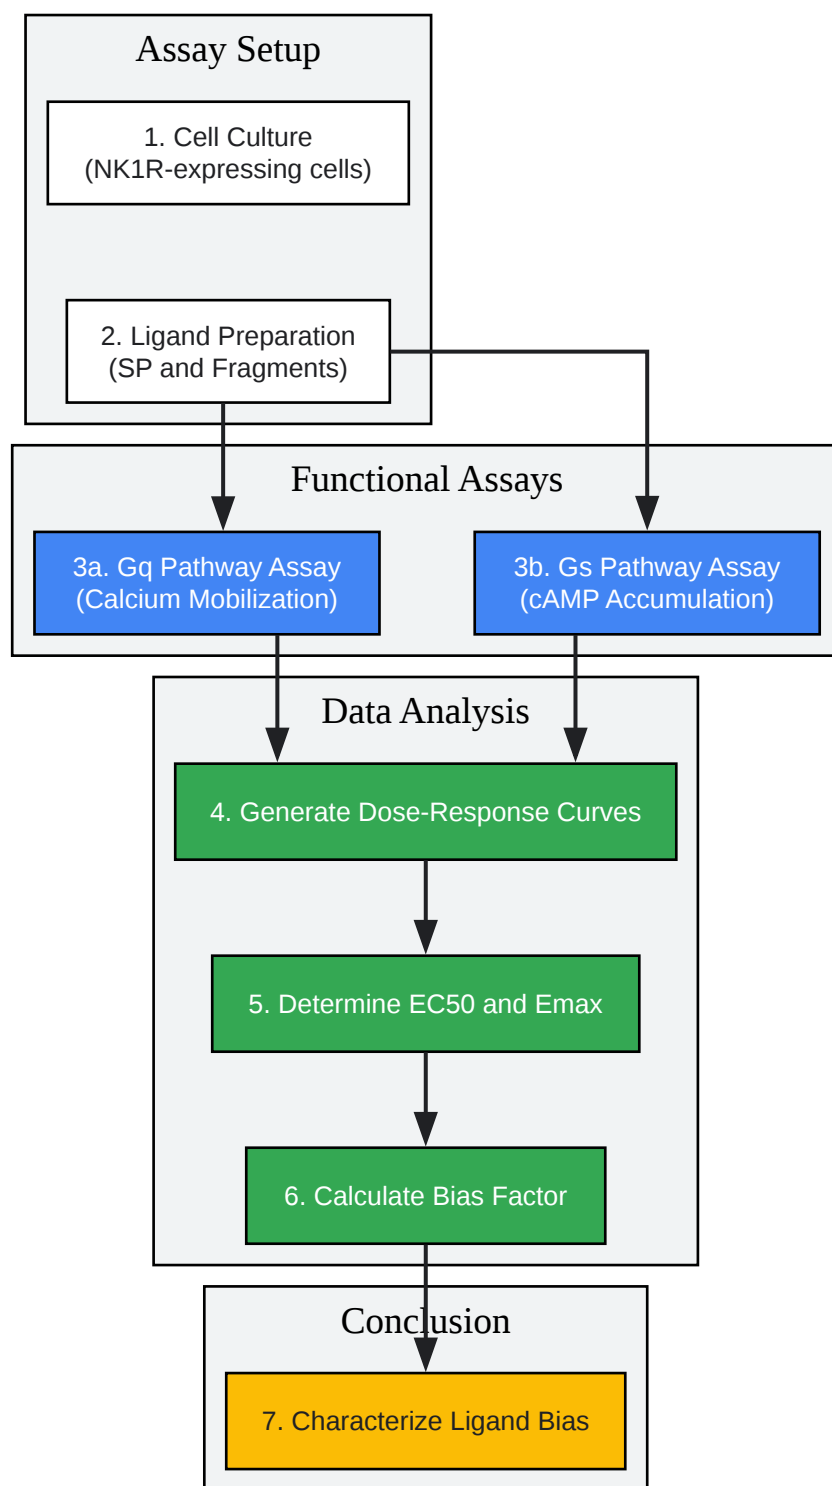 Assay Setup
1. Cell Culture
(NK1R-expressing cells)
2. Ligand Preparation
(SP and Fragments)
Functional Assays
3a. Gq Pathway Assay
(Calcium Mobilization)
3b. Gs Pathway Assay
(cAMP Accumulation)
Data Analysis
4. Generate Dose-Response Curves
5. Determine EC50 and Emax
6. Calculate Bias Factor
Conclusion
7. Characterize Ligand Bias